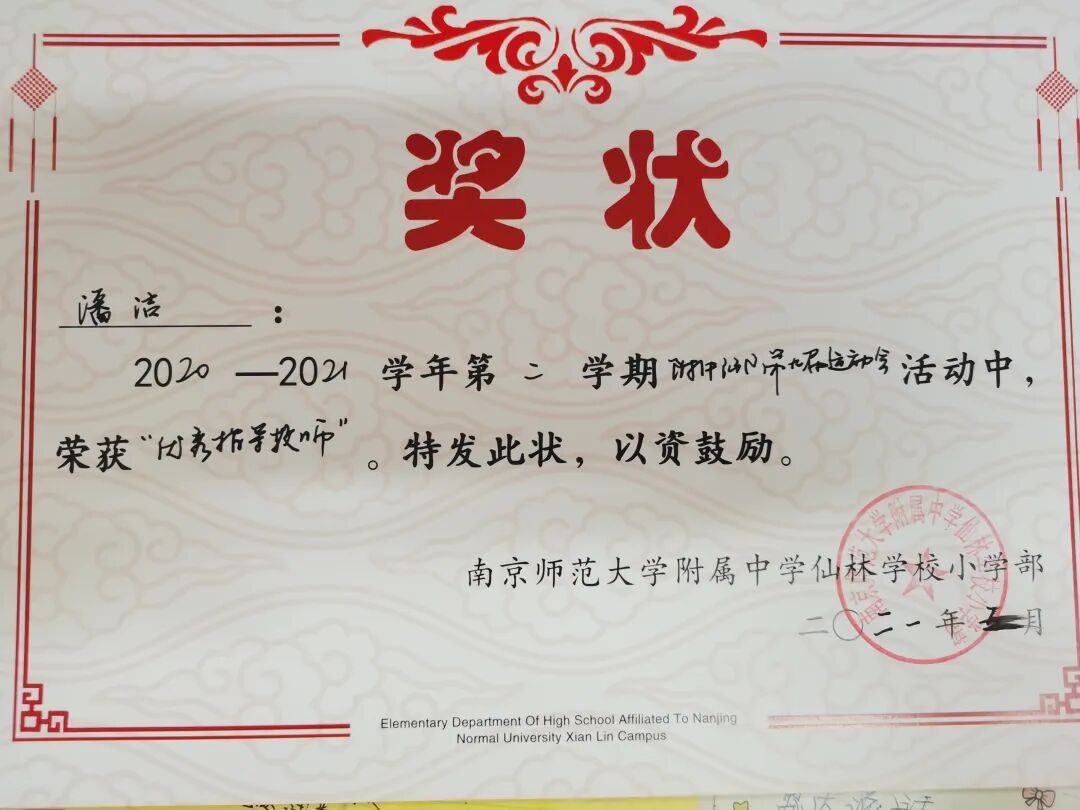 奖状
潘洁:
2020—2021学年第二学期附中仙小第九届运动会活动中，
荣获“优秀指导教师”。特发此状，以资鼓励。
南京师范大学附属中学仙林学校小学部
二〇二一年五月
Elementary Department Of High School Affiliated To Nanjing
Normal University Xian Lin Campus